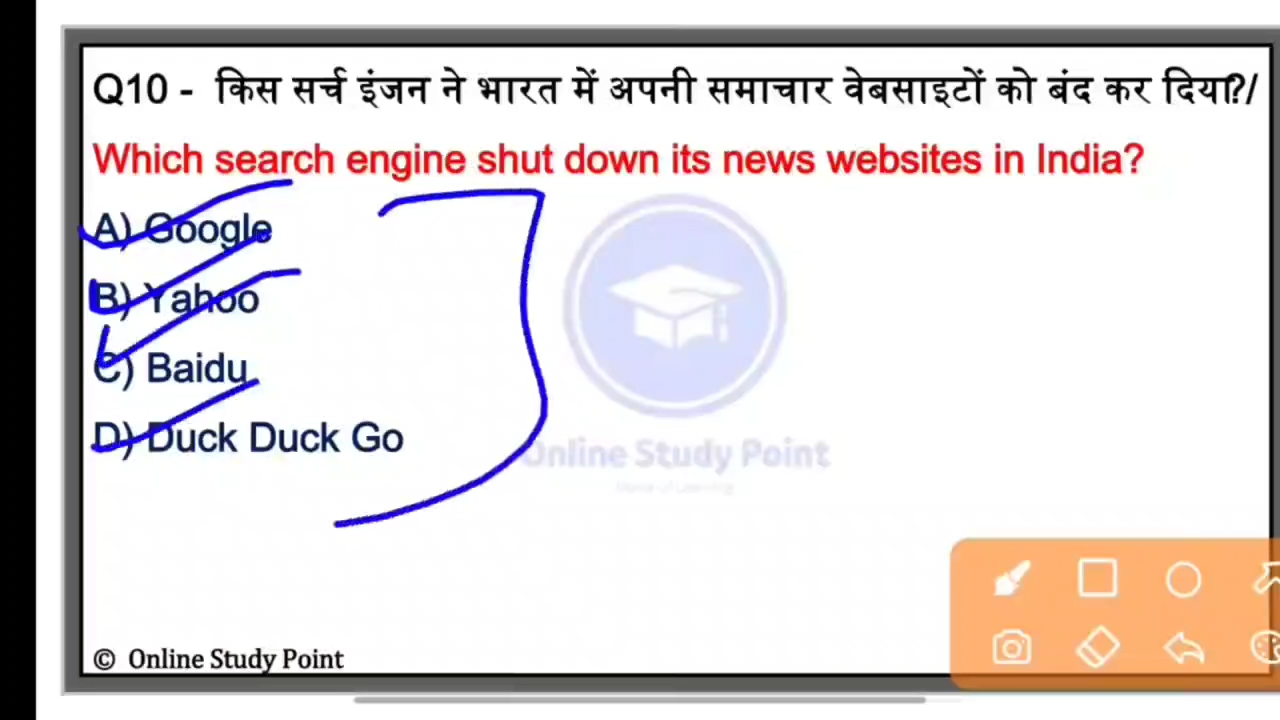 Q10 - किस सर्च इंजन ने भारत में अपनी समाचार वेबसाइटों को बंद कर दिया?/
Which search engine shut down its news websites in India?
A) Google
B) Yahoo
C) Baidu
D) Duck Duck Go
Online Study Point
© Online Study Point